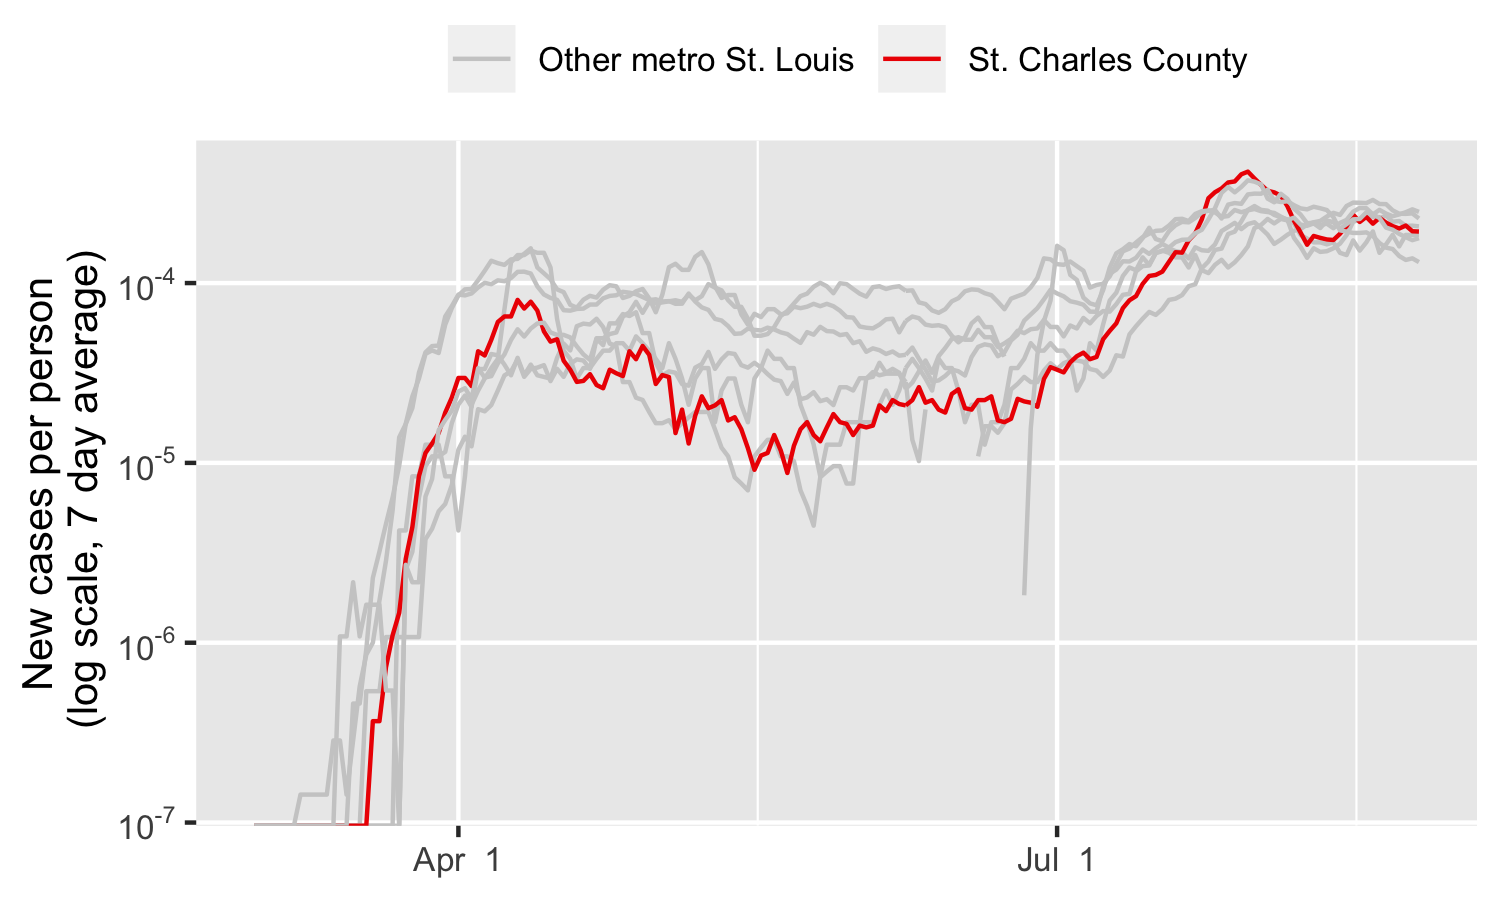 Other metro St. Louis
St. Charles County
New cases per person
(log scale, 7 day average)
10-4
10-5
10-6
10-7
Apr 1
Jul 1